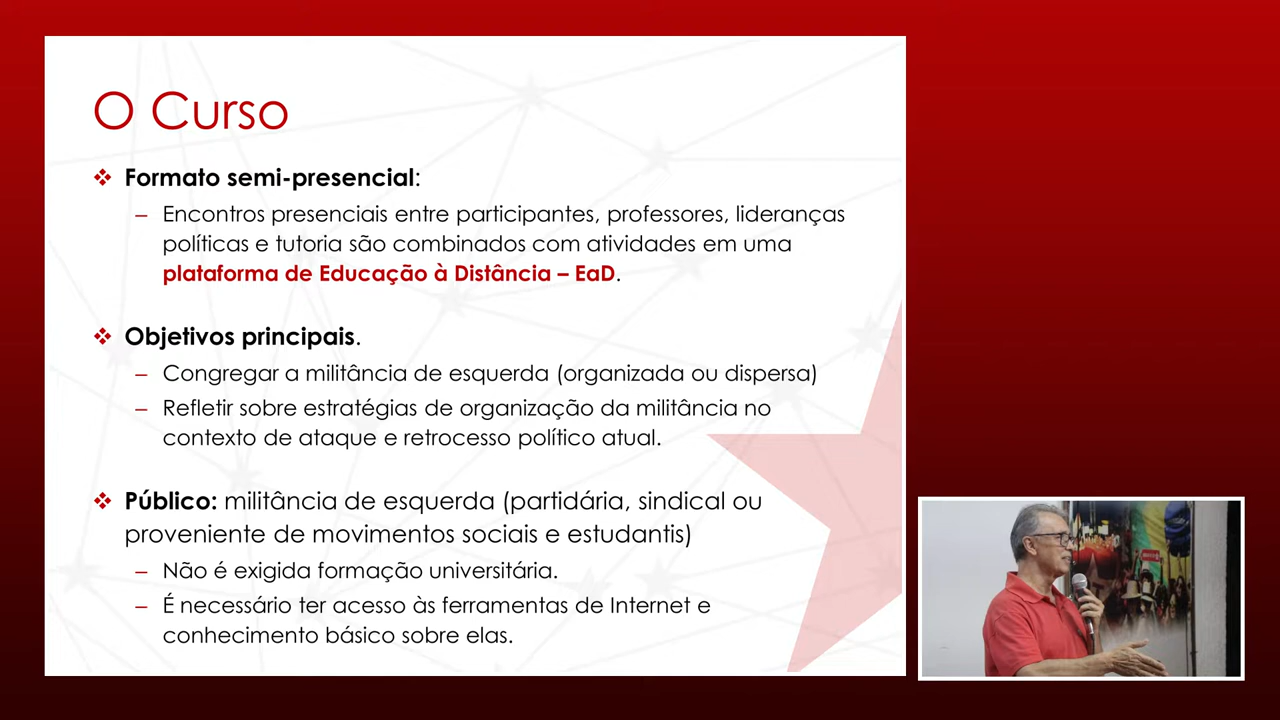 O Curso
❖ Formato semi-presencial:
– Encontros presenciais entre participantes, professores, lideranças
políticas e tutoria são combinados com atividades em uma
plataforma de Educação à Distância – EaD.
❖ Objetivos principais.
– Congregar a militância de esquerda (organizada ou dispersa)
– Refletir sobre estratégias de organização da militância no
contexto de ataque e retrocesso político atual.
❖ Público: militância de esquerda (partidária, sindical ou
proveniente de movimentos sociais e estudantis)
– Não é exigida formação universitária.
– É necessário ter acesso às ferramentas de Internet e
conhecimento básico sobre elas.